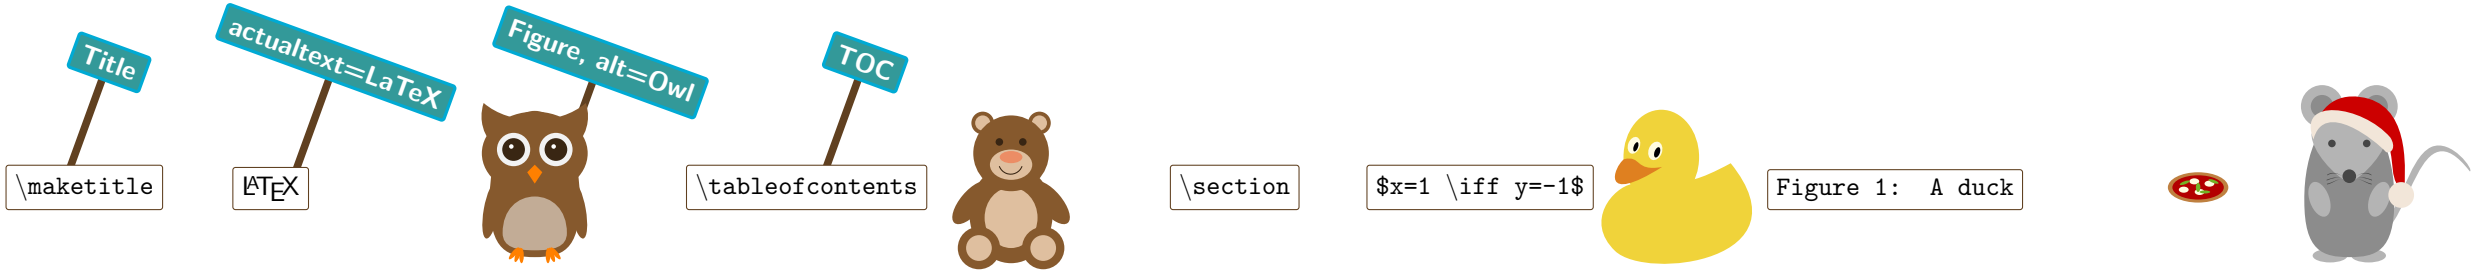 Title
actualtext=LaTeX
Figure, alt=Owl
TOC
\maketitle
LATEX
\tableofcontents
\section
$x=1 \iff y=-1$
Figure 1: A duck